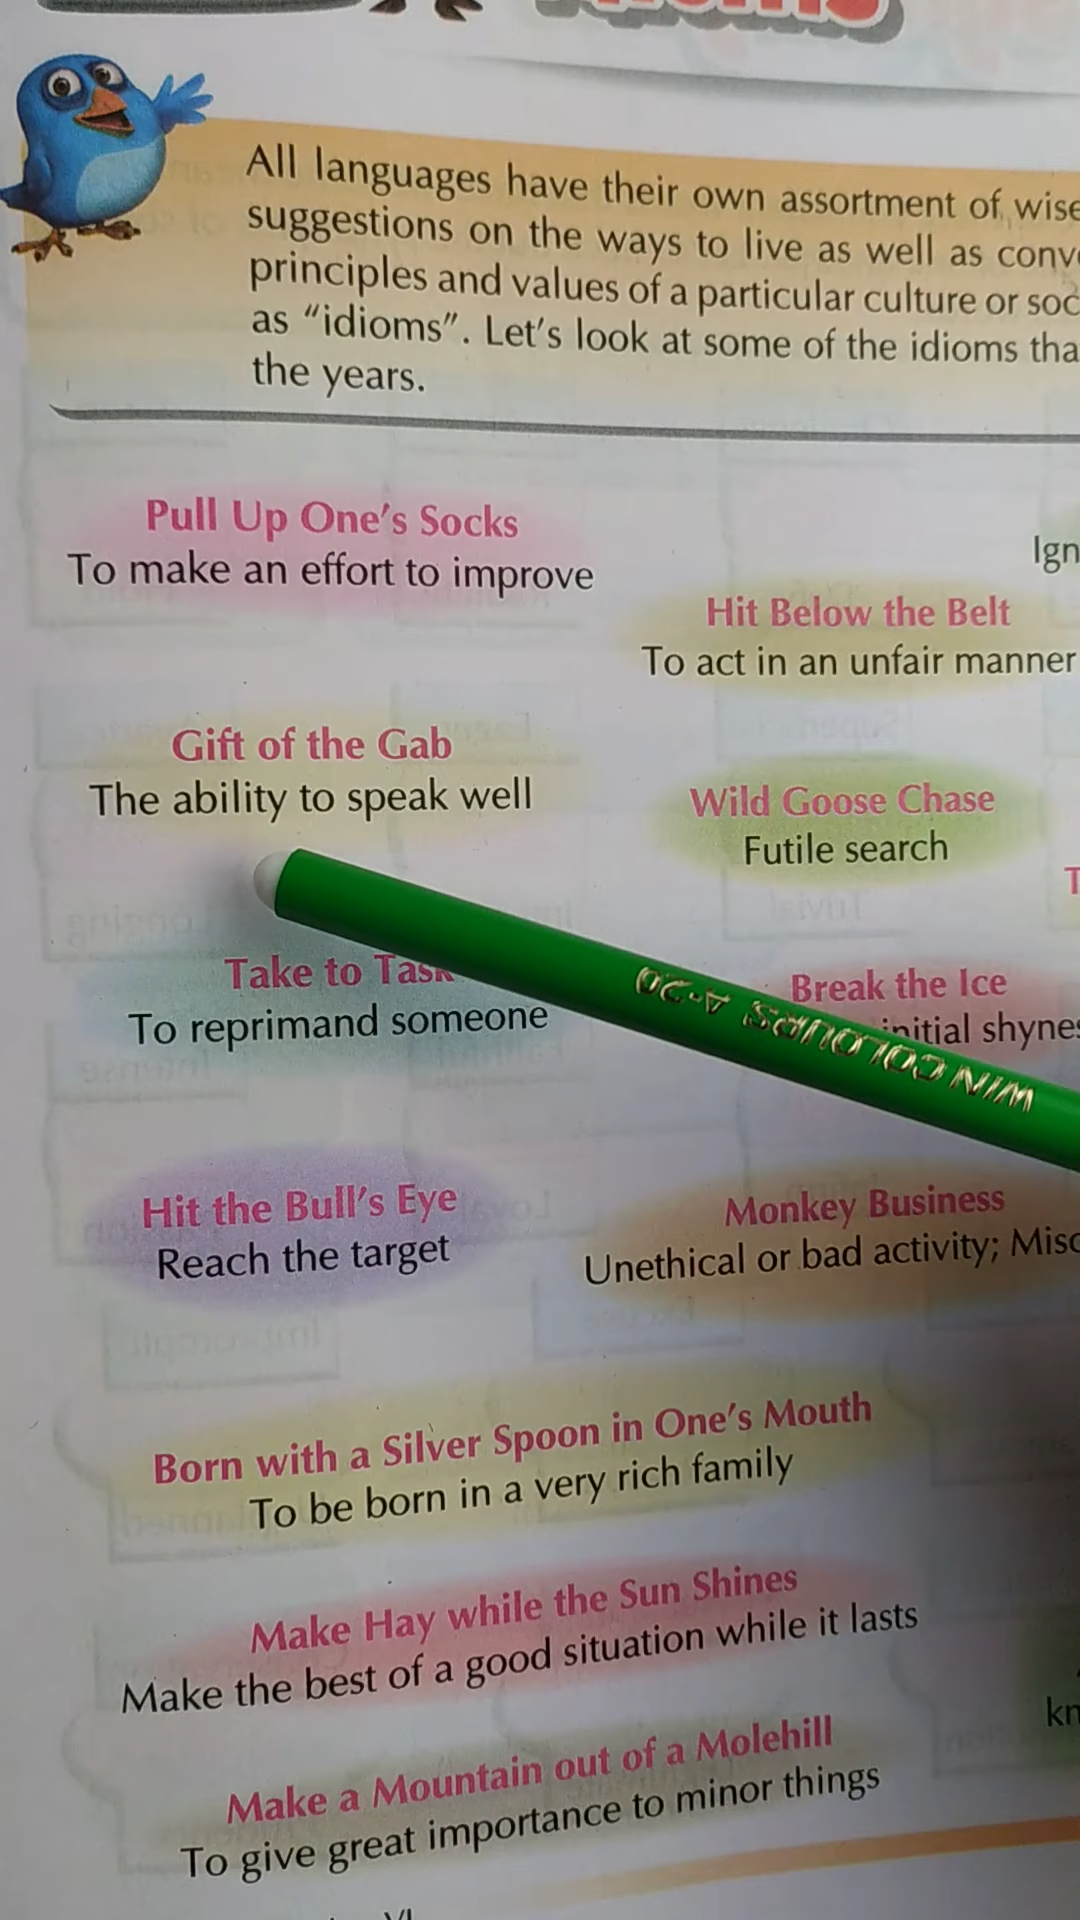 All languages have their own assortment of wise
suggestions on the ways to live as well as conv
principles and values of a particular culture or soc
as “idioms”. Let’s look at some of the idioms tha
the years.
Pull Up One’s Socks
To make an effort to improve
Ign
Hit Below the Belt
To act in an unfair manner
Gift of the Gab
The ability to speak well
Wild Goose Chase
Futile search
T
Take to Task
To reprimand someone
Break the Ice
initial shynes
WIN COLOURS A-20
Hit the Bull’s Eye
Reach the target
Monkey Business
Unethical or bad activity; Misc
Born with a Silver Spoon in One’s Mouth
To be born in a very rich family
Make Hay while the Sun Shines
Make the best of a good situation while it lasts
kn
Make a Mountain out of a Molehill
To give great importance to minor things